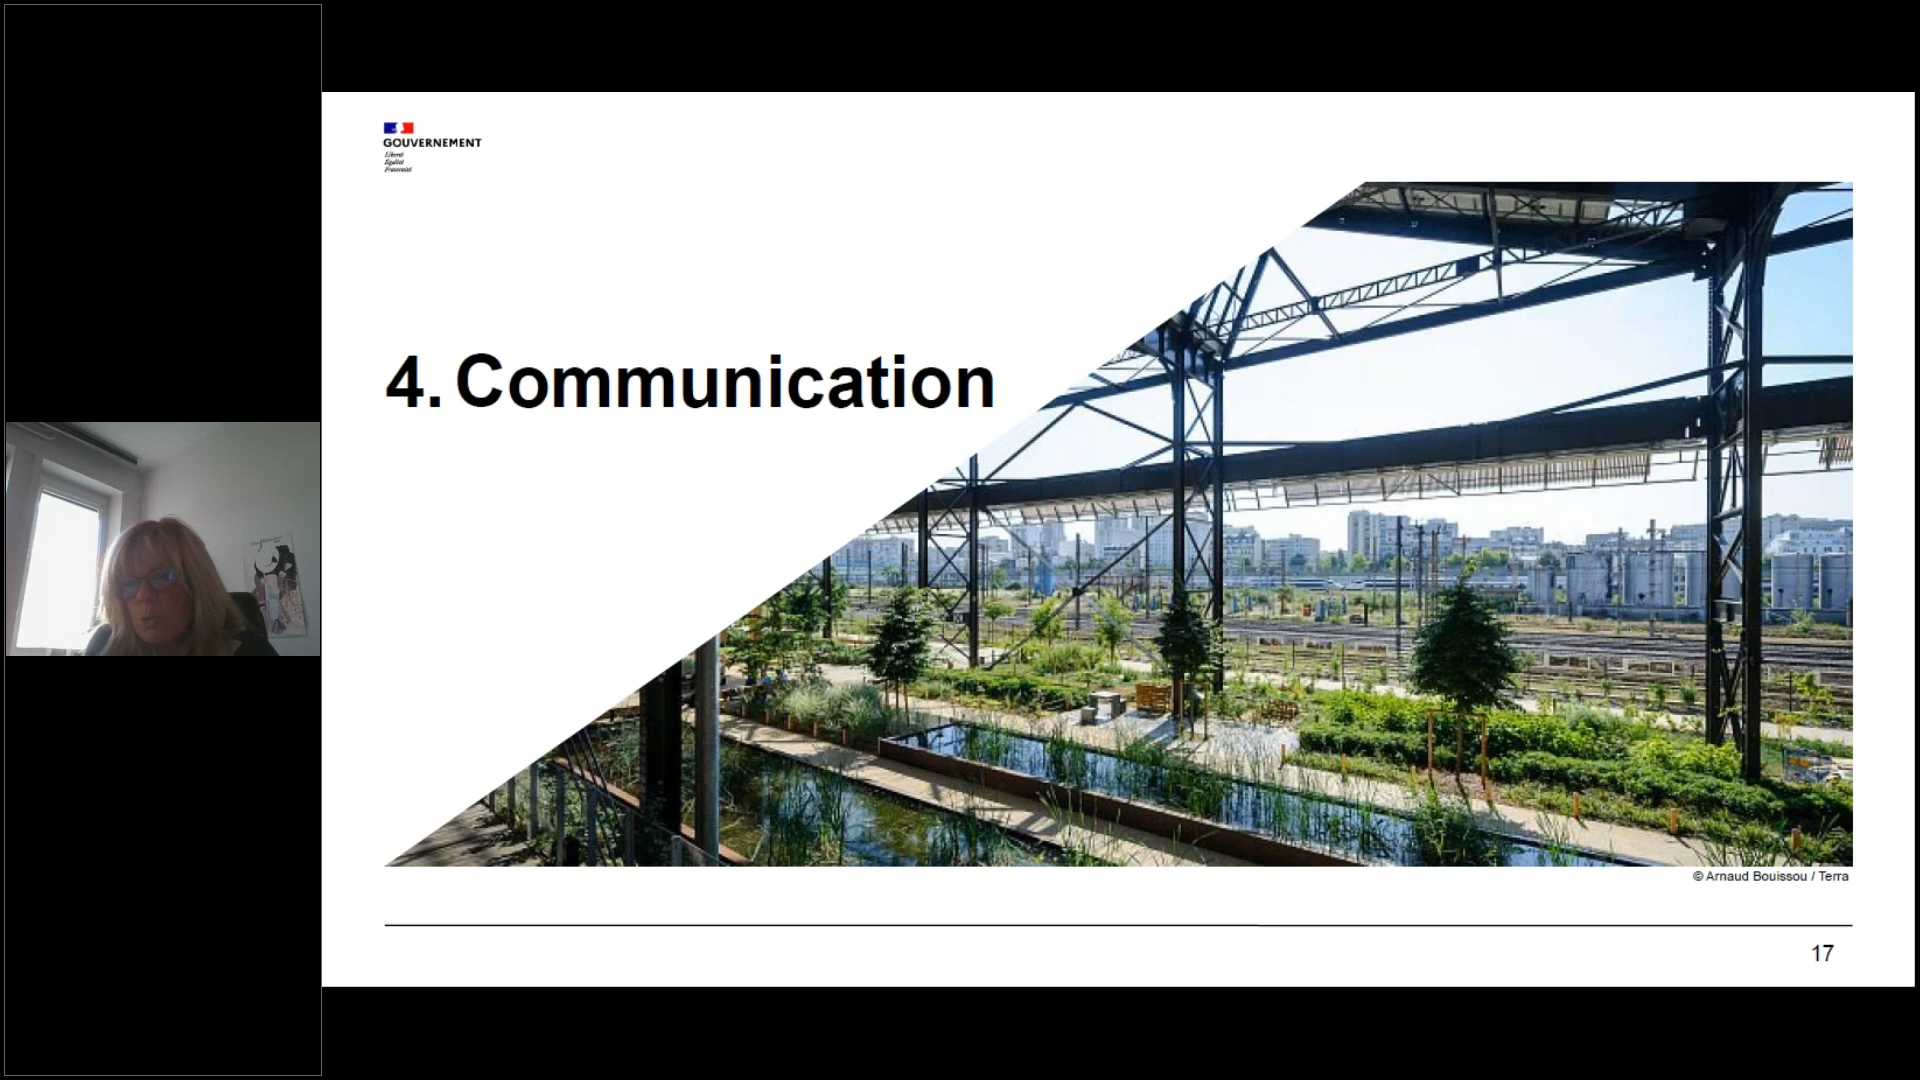 GOUVERNEMENT
Liberté
Égalité
Fraternité
4. Communication
© Arnaud Bouissou / Terra
17